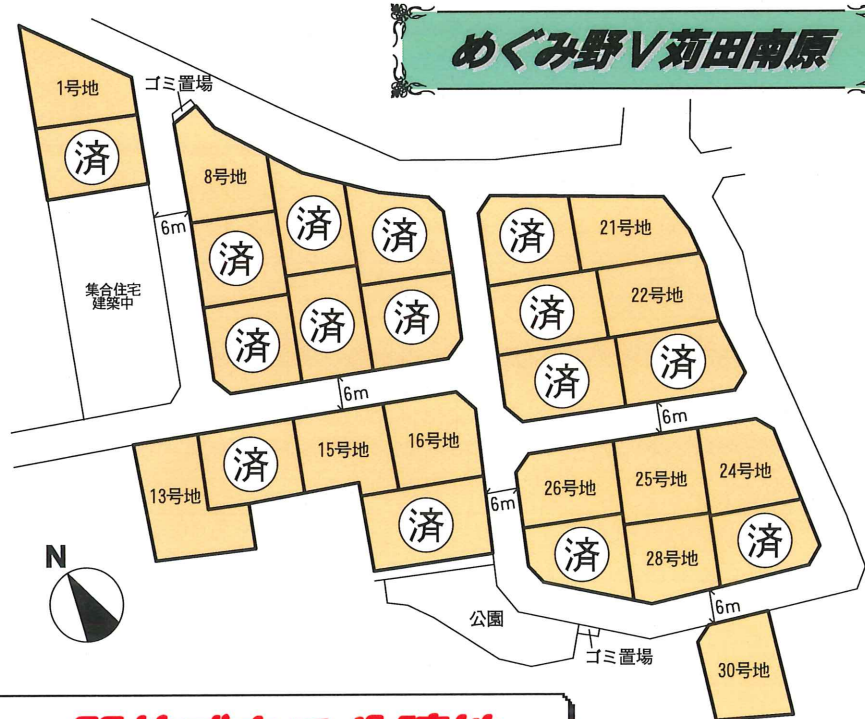 めぐみ野Ⅴ苅田南原
1号地
ゴミ置場
済
8号地
済
済
済
21号地
6m
済
22号地
集合住宅
建築中
済
済
済
済
済
済
6m
6m
16号地
15号地
済
13号地
24号地
25号地
26号地
6m
済
済
28号地
済
N
6m
公園
ゴミ置場
30号地